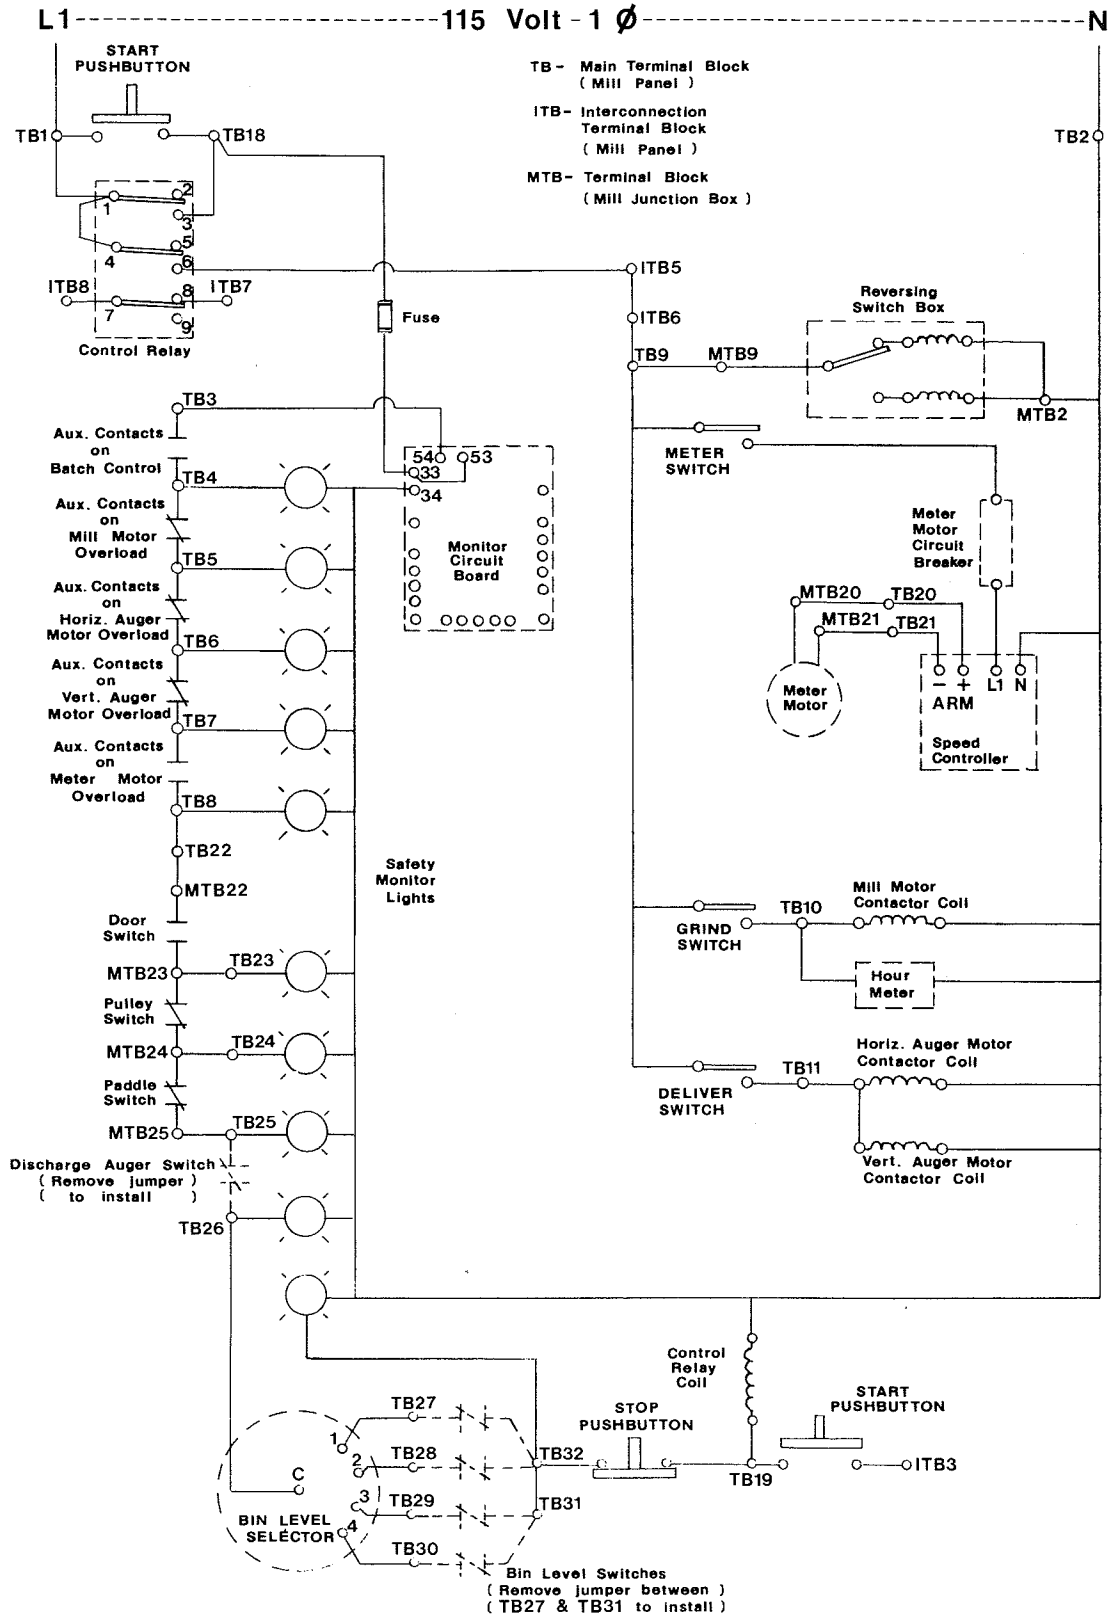 L1 115 Volt - 1 Ø N
START
PUSHBUTTON
TB- Main Terminal Block
( Mill Panel )
ITB- Interconnection
Terminal Block
( Mill Panel )
MTB- Terminal Block
( Mill Junction Box )
TB1
TB18
TB2
1
2
3
4
5
6
ITB8
7
8
9
ITB7
Control Relay
Fuse
ITB5
ITB6
TB9
MTB9
Reversing
Switch Box
MTB2
TB3
Aux. Contacts
on
Batch Control
TB4
54
53
33
34
Monitor
Circuit
Board
METER
SWITCH
Aux. Contacts
on
Mill Motor
Overload
TB5
Meter
Motor
Circuit
Breaker
Aux. Contacts
on
Horiz. Auger
Motor Overload
TB6
MTB20
TB20
MTB21
TB21
Meter
Motor
- + L1 N
ARM
Speed
Controller
Aux. Contacts
on
Vert. Auger
Motor Overload
TB7
Aux. Contacts
on
Meter Motor
Overload
TB8
TB22
MTB22
Safety
Monitor
Lights
Door
Switch
MTB23
TB23
GRIND
SWITCH
TB10
Mill Motor
Contactor Coil
Hour
Meter
Pulley
Switch
MTB24
TB24
Paddle
Switch
MTB25
TB25
DELIVER
SWITCH
TB11
Horiz. Auger Motor
Contactor Coil
Vert. Auger Motor
Contactor Coil
Discharge Auger Switch
( Remove jumper )
( to install )
TB26
Control
Relay
Coil
STOP
PUSHBUTTON
START
PUSHBUTTON
TB19
ITB3
C
BIN LEVEL
SELECTOR
1
2
3
4
TB27
TB28
TB29
TB30
TB32
TB31
Bin Level Switches
( Remove jumper between )
( TB27 & TB31 to install )